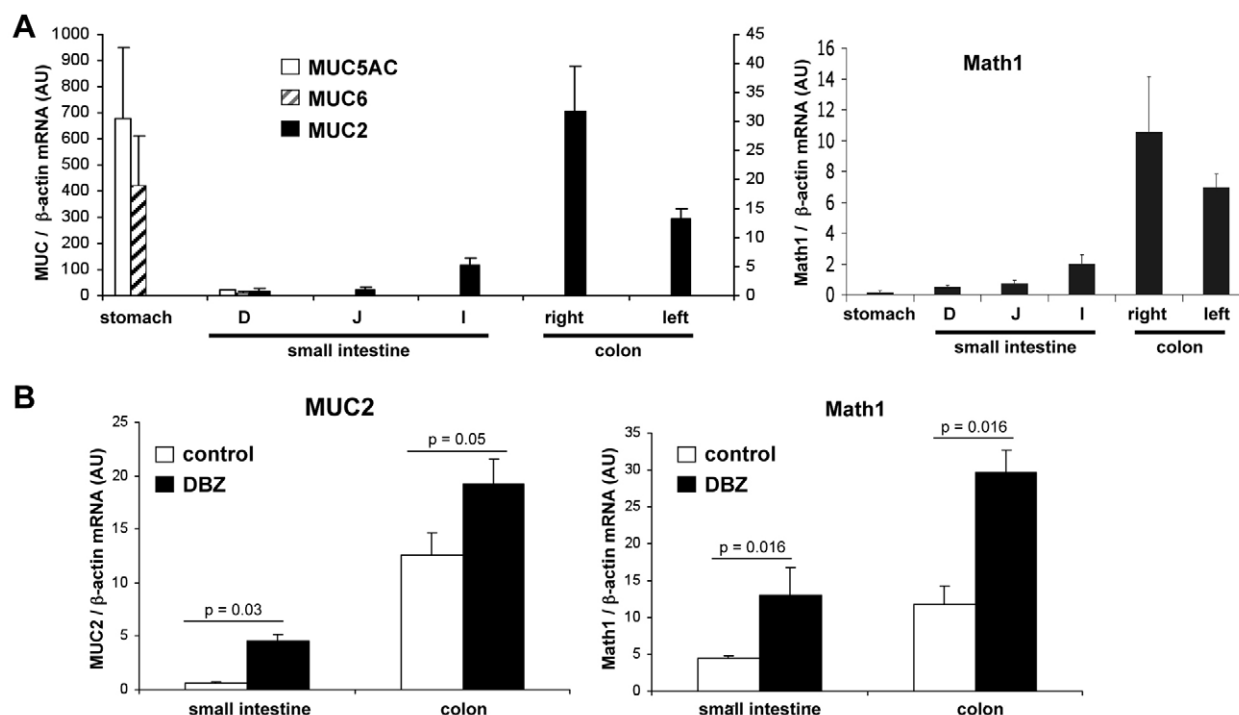 A
MUC / β-actin mRNA (AU)
1000
900
800
700
600
500
400
300
200
100
0
MUC5AC
MUC6
MUC2
45
40
35
30
25
20
15
10
5
0
stomach D J I right left
small intestine colon
Math1
Math1 / β-actin mRNA (AU)
16
14
12
10
8
6
4
2
0
stomach D J I right left
small intestine colon
B
MUC2
MUC2 / β-actin mRNA (AU)
25
20
15
10
5
0
control
DBZ
p = 0.03
p = 0.05
small intestine colon
Math1
Math1 / β-actin mRNA (AU)
35
30
25
20
15
10
5
0
control
DBZ
p = 0.016
p = 0.016
small intestine colon